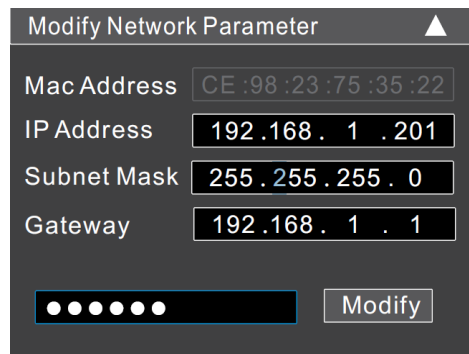 Modify Network Parameter
Mac Address CE:98:23:75:35:22
IP Address 192.168. 1 .201
Subnet Mask 255.255.255. 0
Gateway 192.168. 1 . 1
●●●●●● Modify